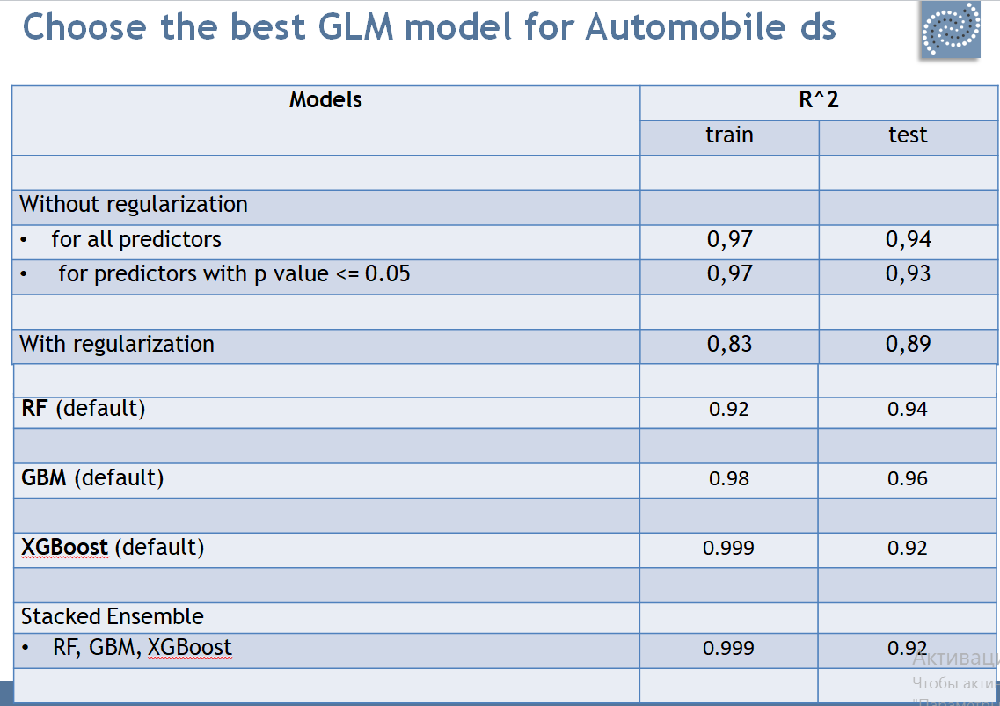 Choose the best GLM model for Automobile ds
Models R^2
train test
Without regularization
• for all predictors 0,97 0,94
• for predictors with p value <= 0.05 0,97 0,93
With regularization 0,83 0,89
RF (default) 0.92 0.94
GBM (default) 0.98 0.96
XGBoost (default) 0.999 0.92
Stacked Ensemble
• RF, GBM, XGBoost 0.999 0.92
Активаци
Чтобы акти